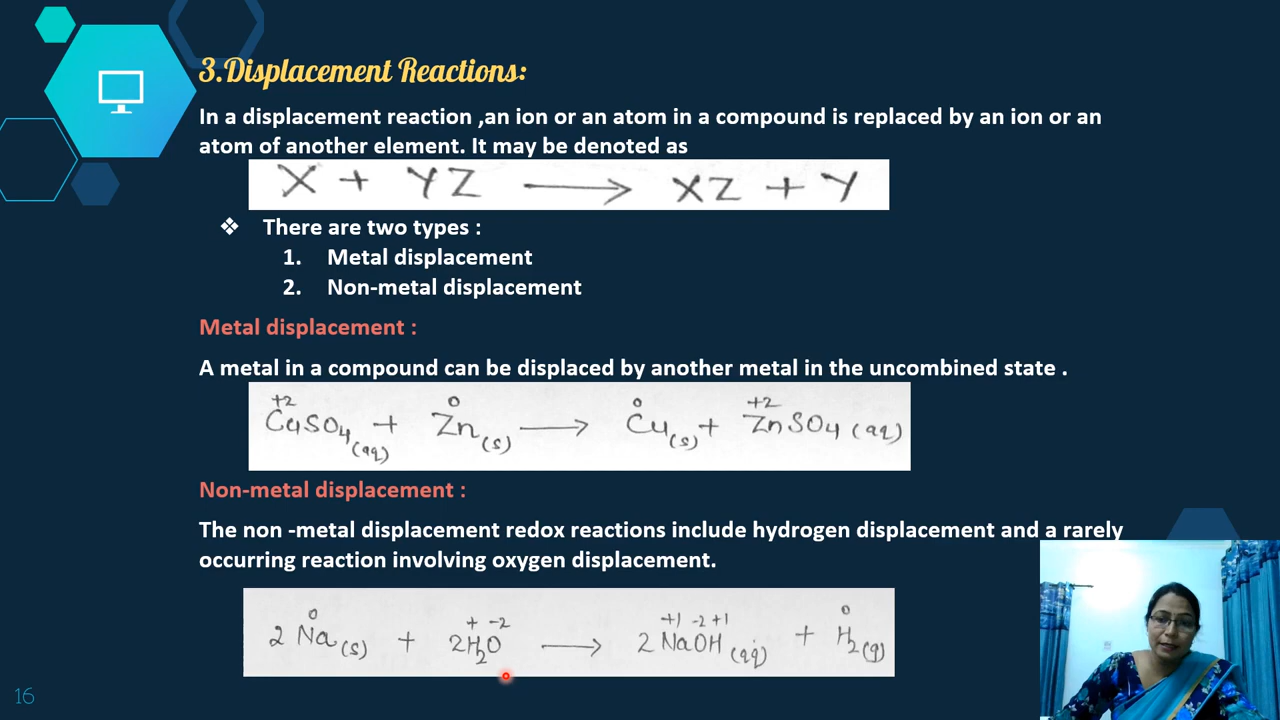 3.Displacement Reactions:
In a displacement reaction ,an ion or an atom in a compound is replaced by an ion or an
atom of another element. It may be denoted as
X + YZ ⟶ XZ + Y
❖ There are two types :
1. Metal displacement
2. Non-metal displacement
Metal displacement :
A metal in a compound can be displaced by another metal in the uncombined state .
+2 0 0 +2
CuSO₄ (aq) + Zn (s) ⟶ Cu (s) + ZnSO₄ (aq)
Non-metal displacement :
The non -metal displacement redox reactions include hydrogen displacement and a rarely
occurring reaction involving oxygen displacement.
0 + -2 +1 -2 +1 0
2 Na (s) + 2H₂O ⟶ 2 NaOH (aq) + H₂ (g)
16